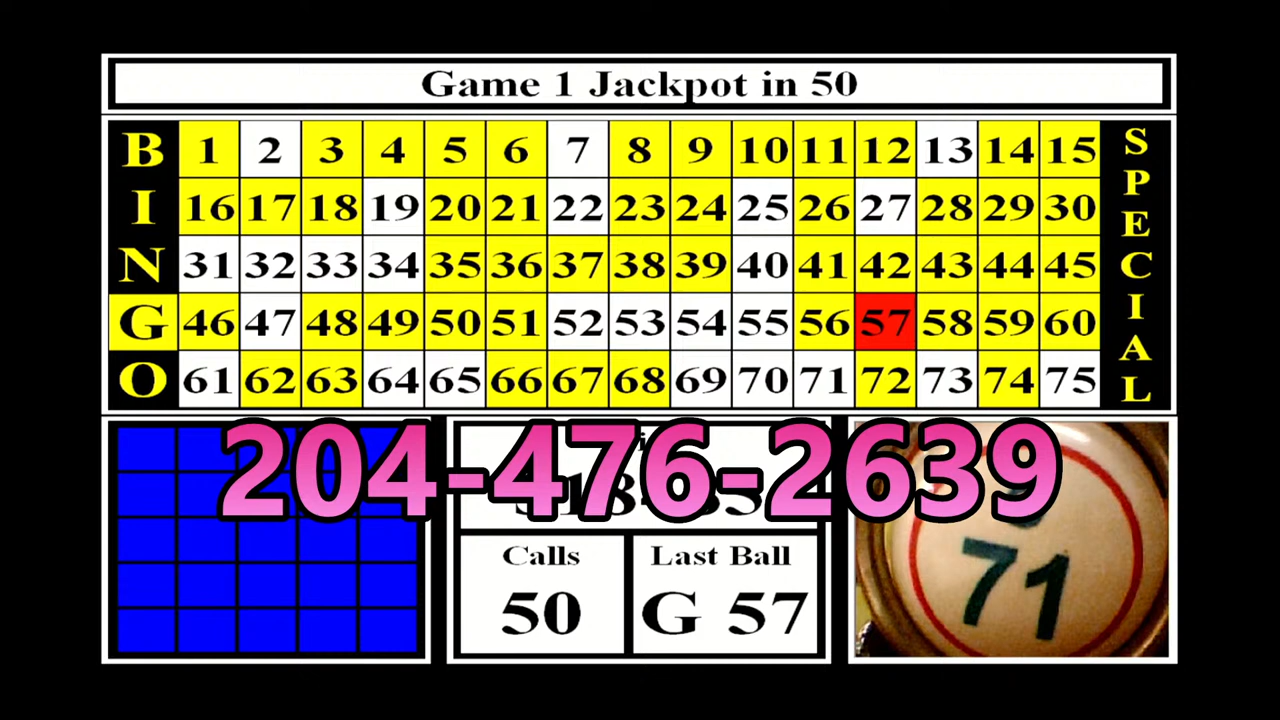 Game 1 Jackpot in 50
B 1 2 3 4 5 6 7 8 9 10 11 12 13 14 15
I 16 17 18 19 20 21 22 23 24 25 26 27 28 29 30
N 31 32 33 34 35 36 37 38 39 40 41 42 43 44 45
G 46 47 48 49 50 51 52 53 54 55 56 57 58 59 60
O 61 62 63 64 65 66 67 68 69 70 71 72 73 74 75
SPECIAL
204-476-2639
Calls
50
Last Ball
G 57
71